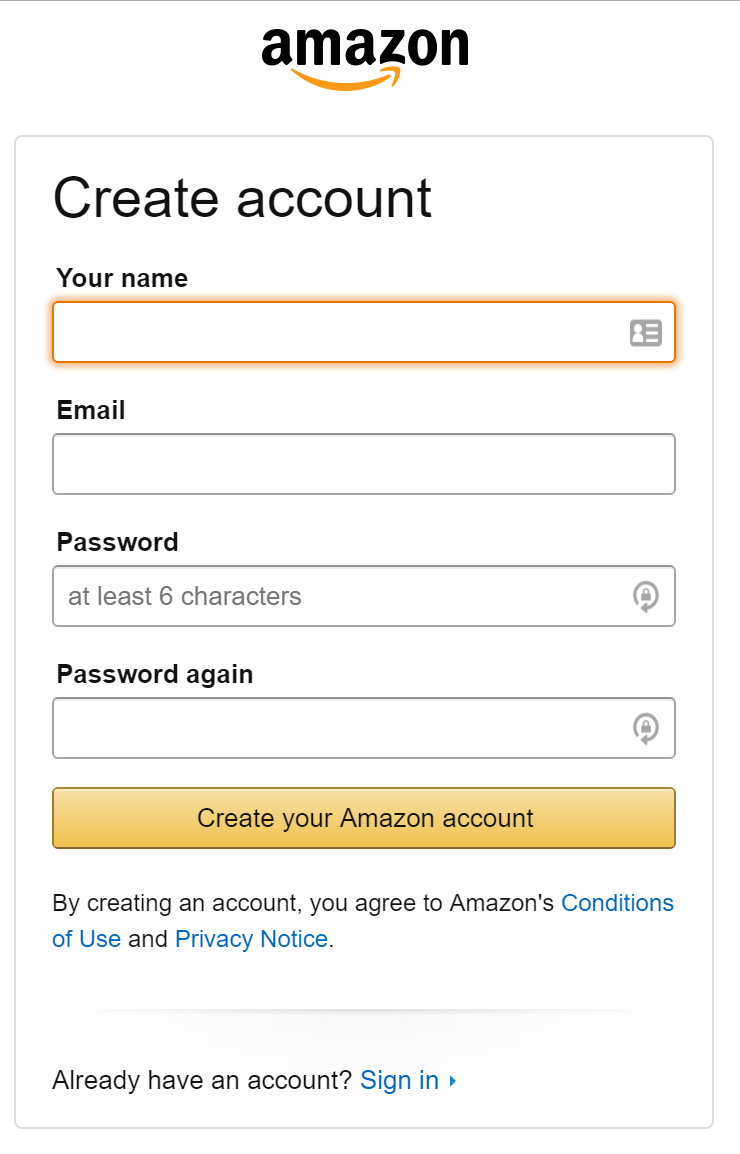 amazon
Create account
Your name
Email
Password
at least 6 characters
Password again
Create your Amazon account
By creating an account, you agree to Amazon's Conditions
of Use and Privacy Notice.
Already have an account? Sign in